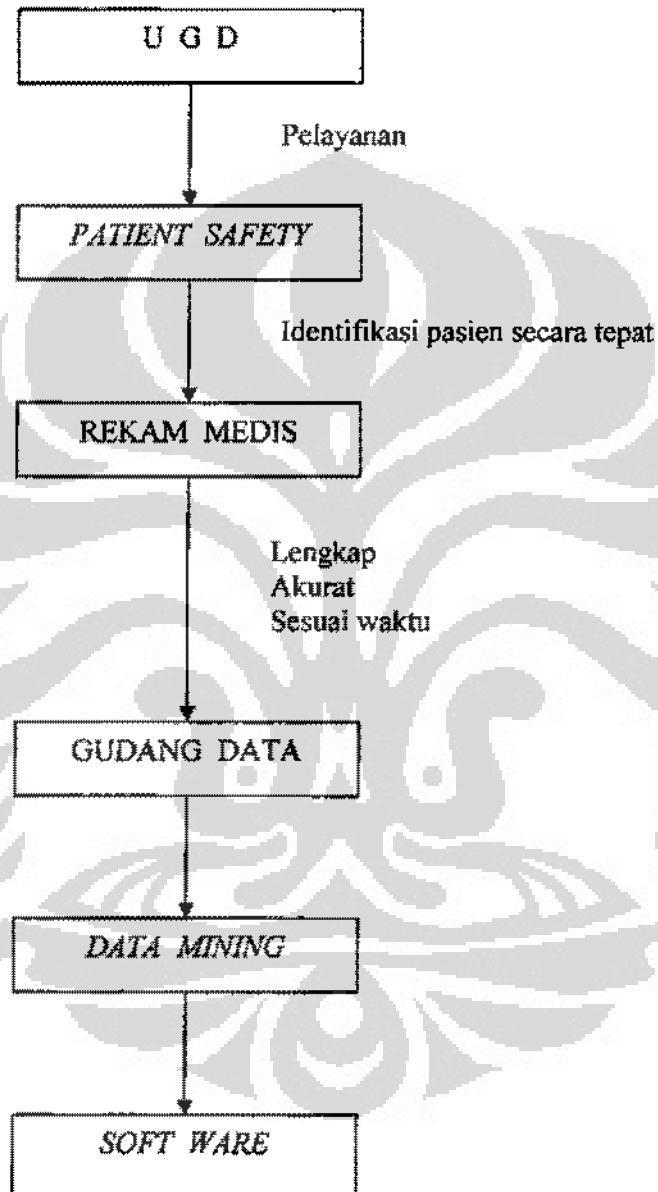 U G D
Pelayanan
PATIENT SAFETY
Identifikasi pasien secara tepat
REKAM MEDIS
Lengkap
Akurat
Sesuai waktu
GUDANG DATA
DATA MINING
SOFT WARE